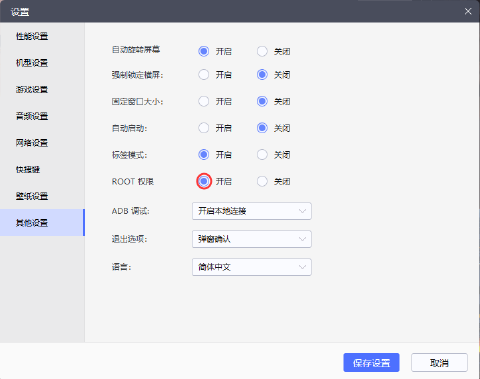 设置
性能设置
机型设置
游戏设置
音频设置
网络设置
快捷键
壁纸设置
其他设置
自动旋转屏幕 开启 关闭
强制锁定横屏: 开启 关闭
固定窗口大小: 开启 关闭
自动启动: 开启 关闭
标签模式: 开启 关闭
ROOT 权限 开启 关闭
ADB 调试: 开启本地连接
退出选项: 弹窗确认
语言: 简体中文
保存设置 取消